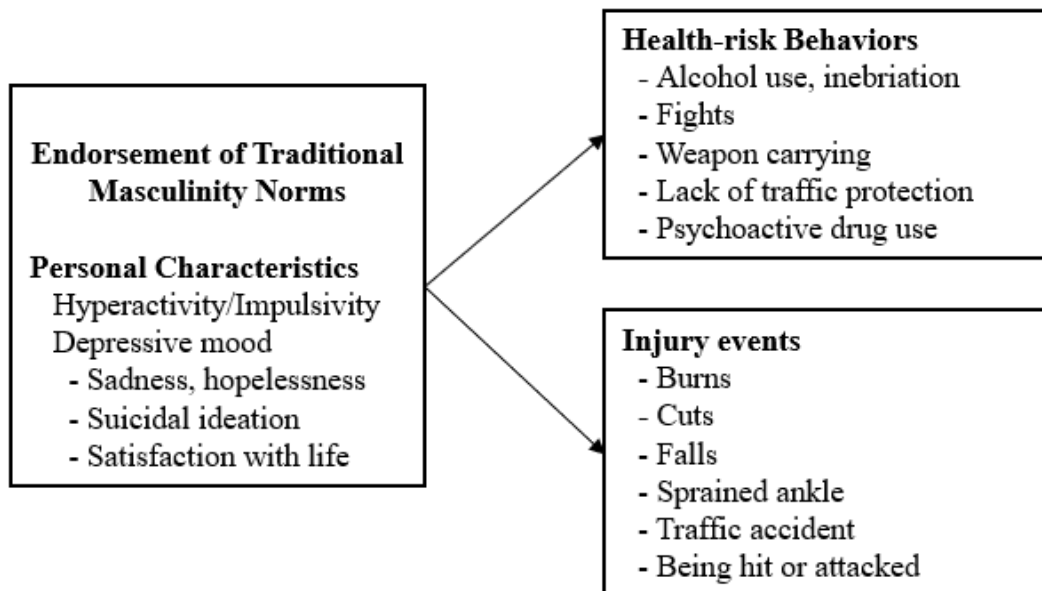 Endorsement of Traditional
Masculinity Norms
Personal Characteristics
Hyperactivity/Impulsivity
Depressive mood
- Sadness, hopelessness
- Suicidal ideation
- Satisfaction with life
Health-risk Behaviors
- Alcohol use, inebriation
- Fights
- Weapon carrying
- Lack of traffic protection
- Psychoactive drug use
Injury events
- Burns
- Cuts
- Falls
- Sprained ankle
- Traffic accident
- Being hit or attacked